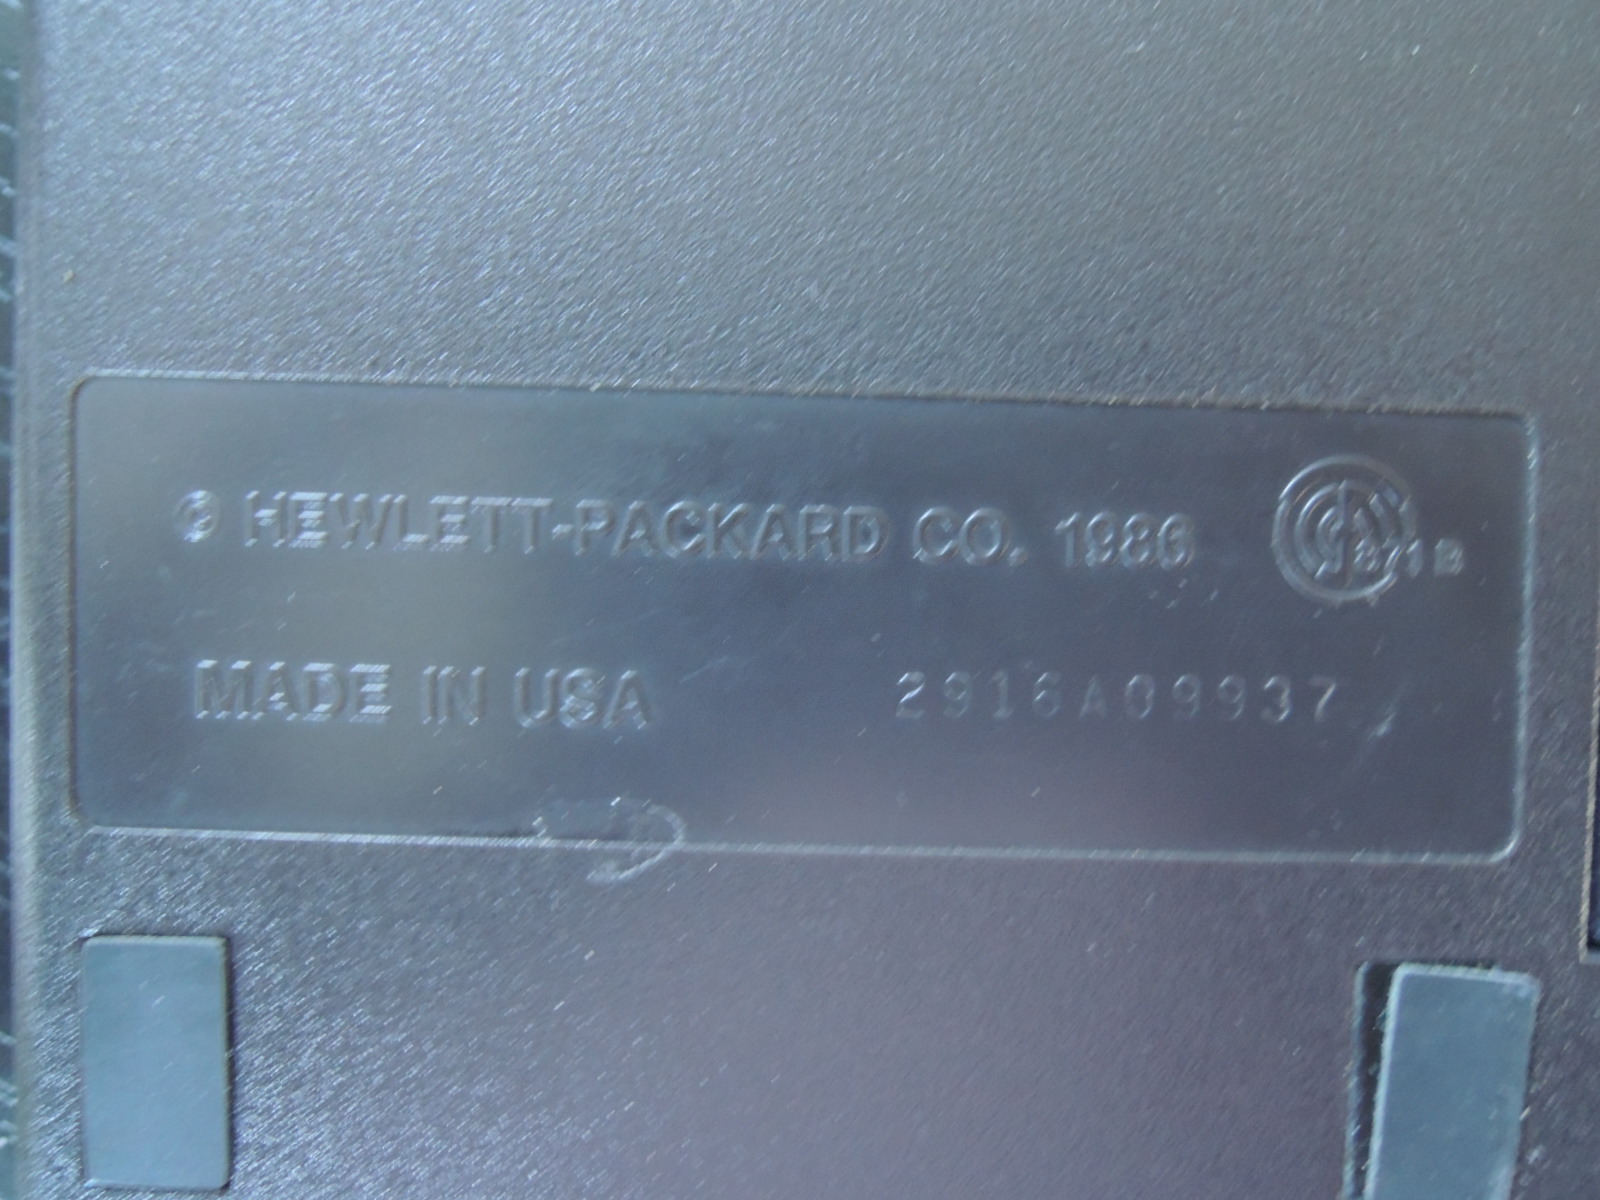 © HEWLETT-PACKARD CO. 1986
MADE IN USA 2916A09937